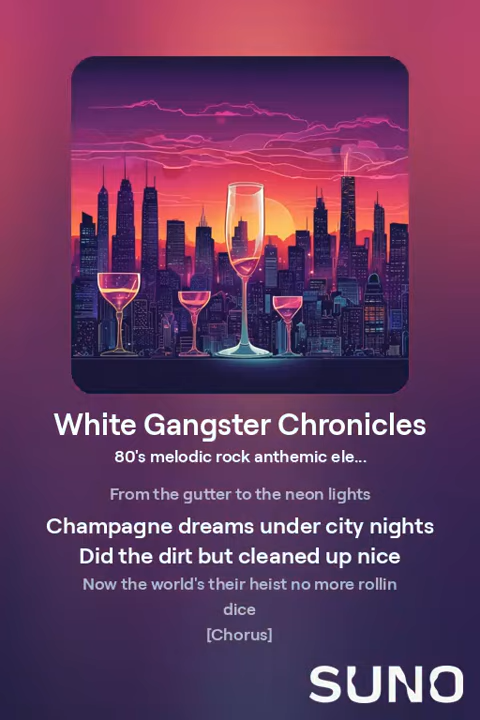 White Gangster Chronicles
80's melodic rock anthemic ele...
From the gutter to the neon lights
Champagne dreams under city nights
Did the dirt but cleaned up nice
Now the world's their heist no more rollin
dice
[Chorus]
SUNO